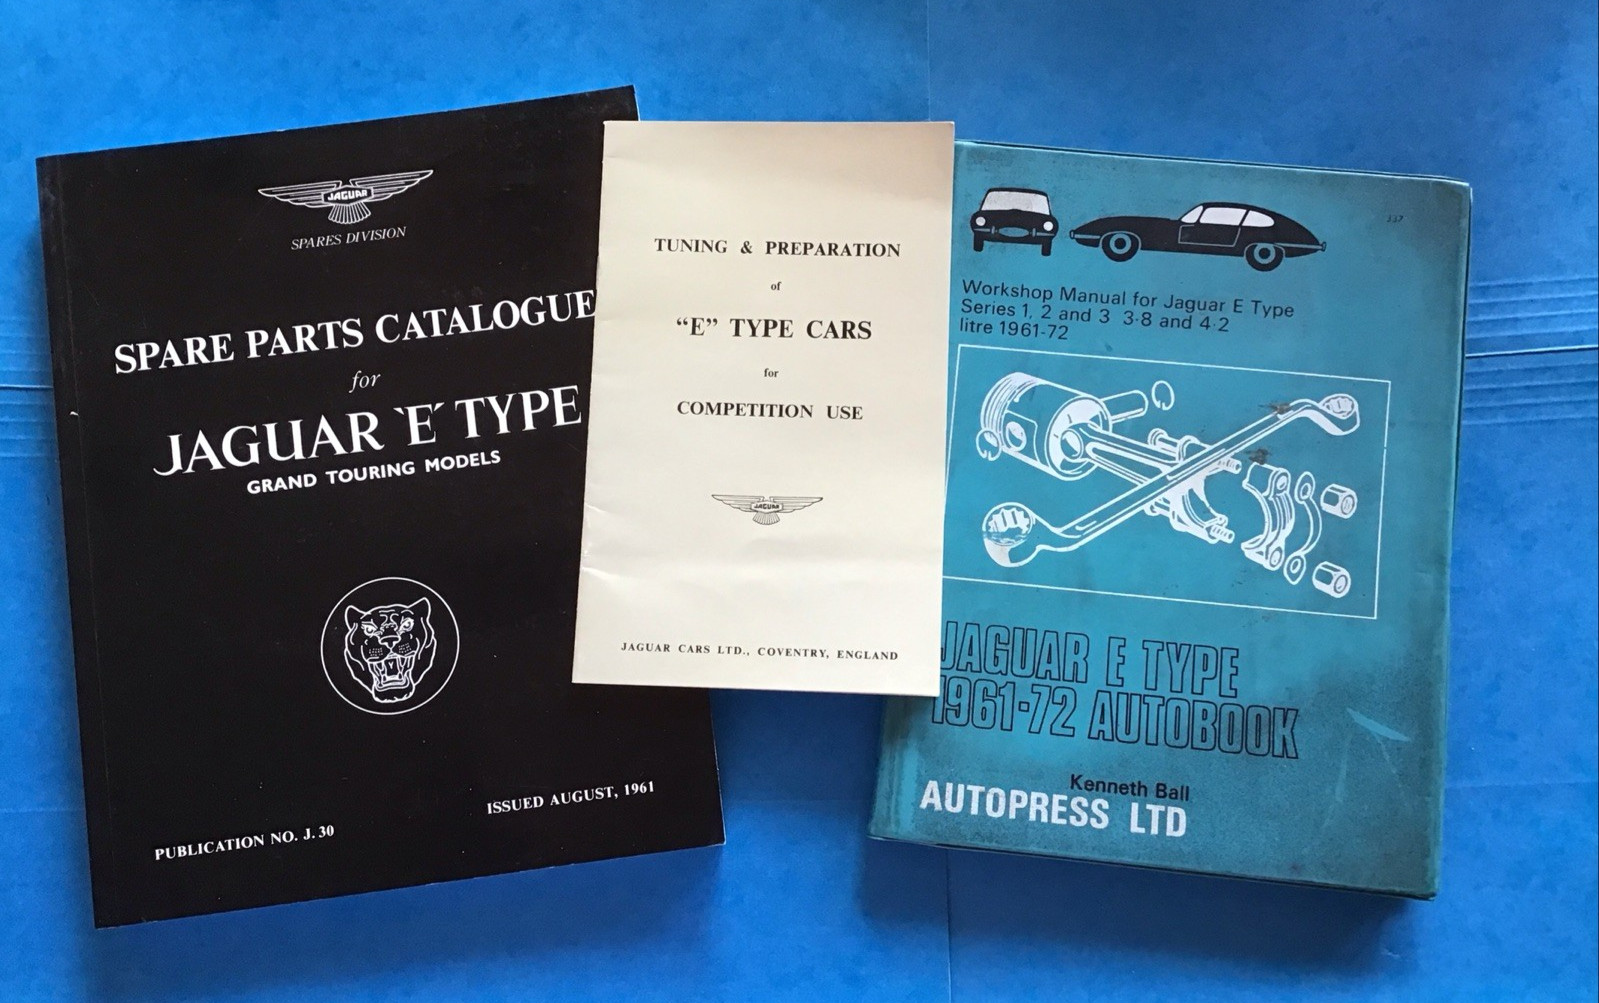 JAGUAR
SPARES DIVISION
SPARE PARTS CATALOGUE
for
JAGUAR `E´ TYPE
GRAND TOURING MODELS
ISSUED AUGUST, 1961
PUBLICATION NO. J.30
TUNING & PREPARATION
of
“E” TYPE CARS
for
COMPETITION USE
JAGUAR
JAGUAR CARS LTD., COVENTRY, ENGLAND
Workshop Manual for Jaguar E Type
Series 1, 2 and 3 3·8 and 4·2
litre 1961-72
JAGUAR E TYPE
1961-72 AUTOBOOK
Kenneth Ball
AUTOPRESS LTD